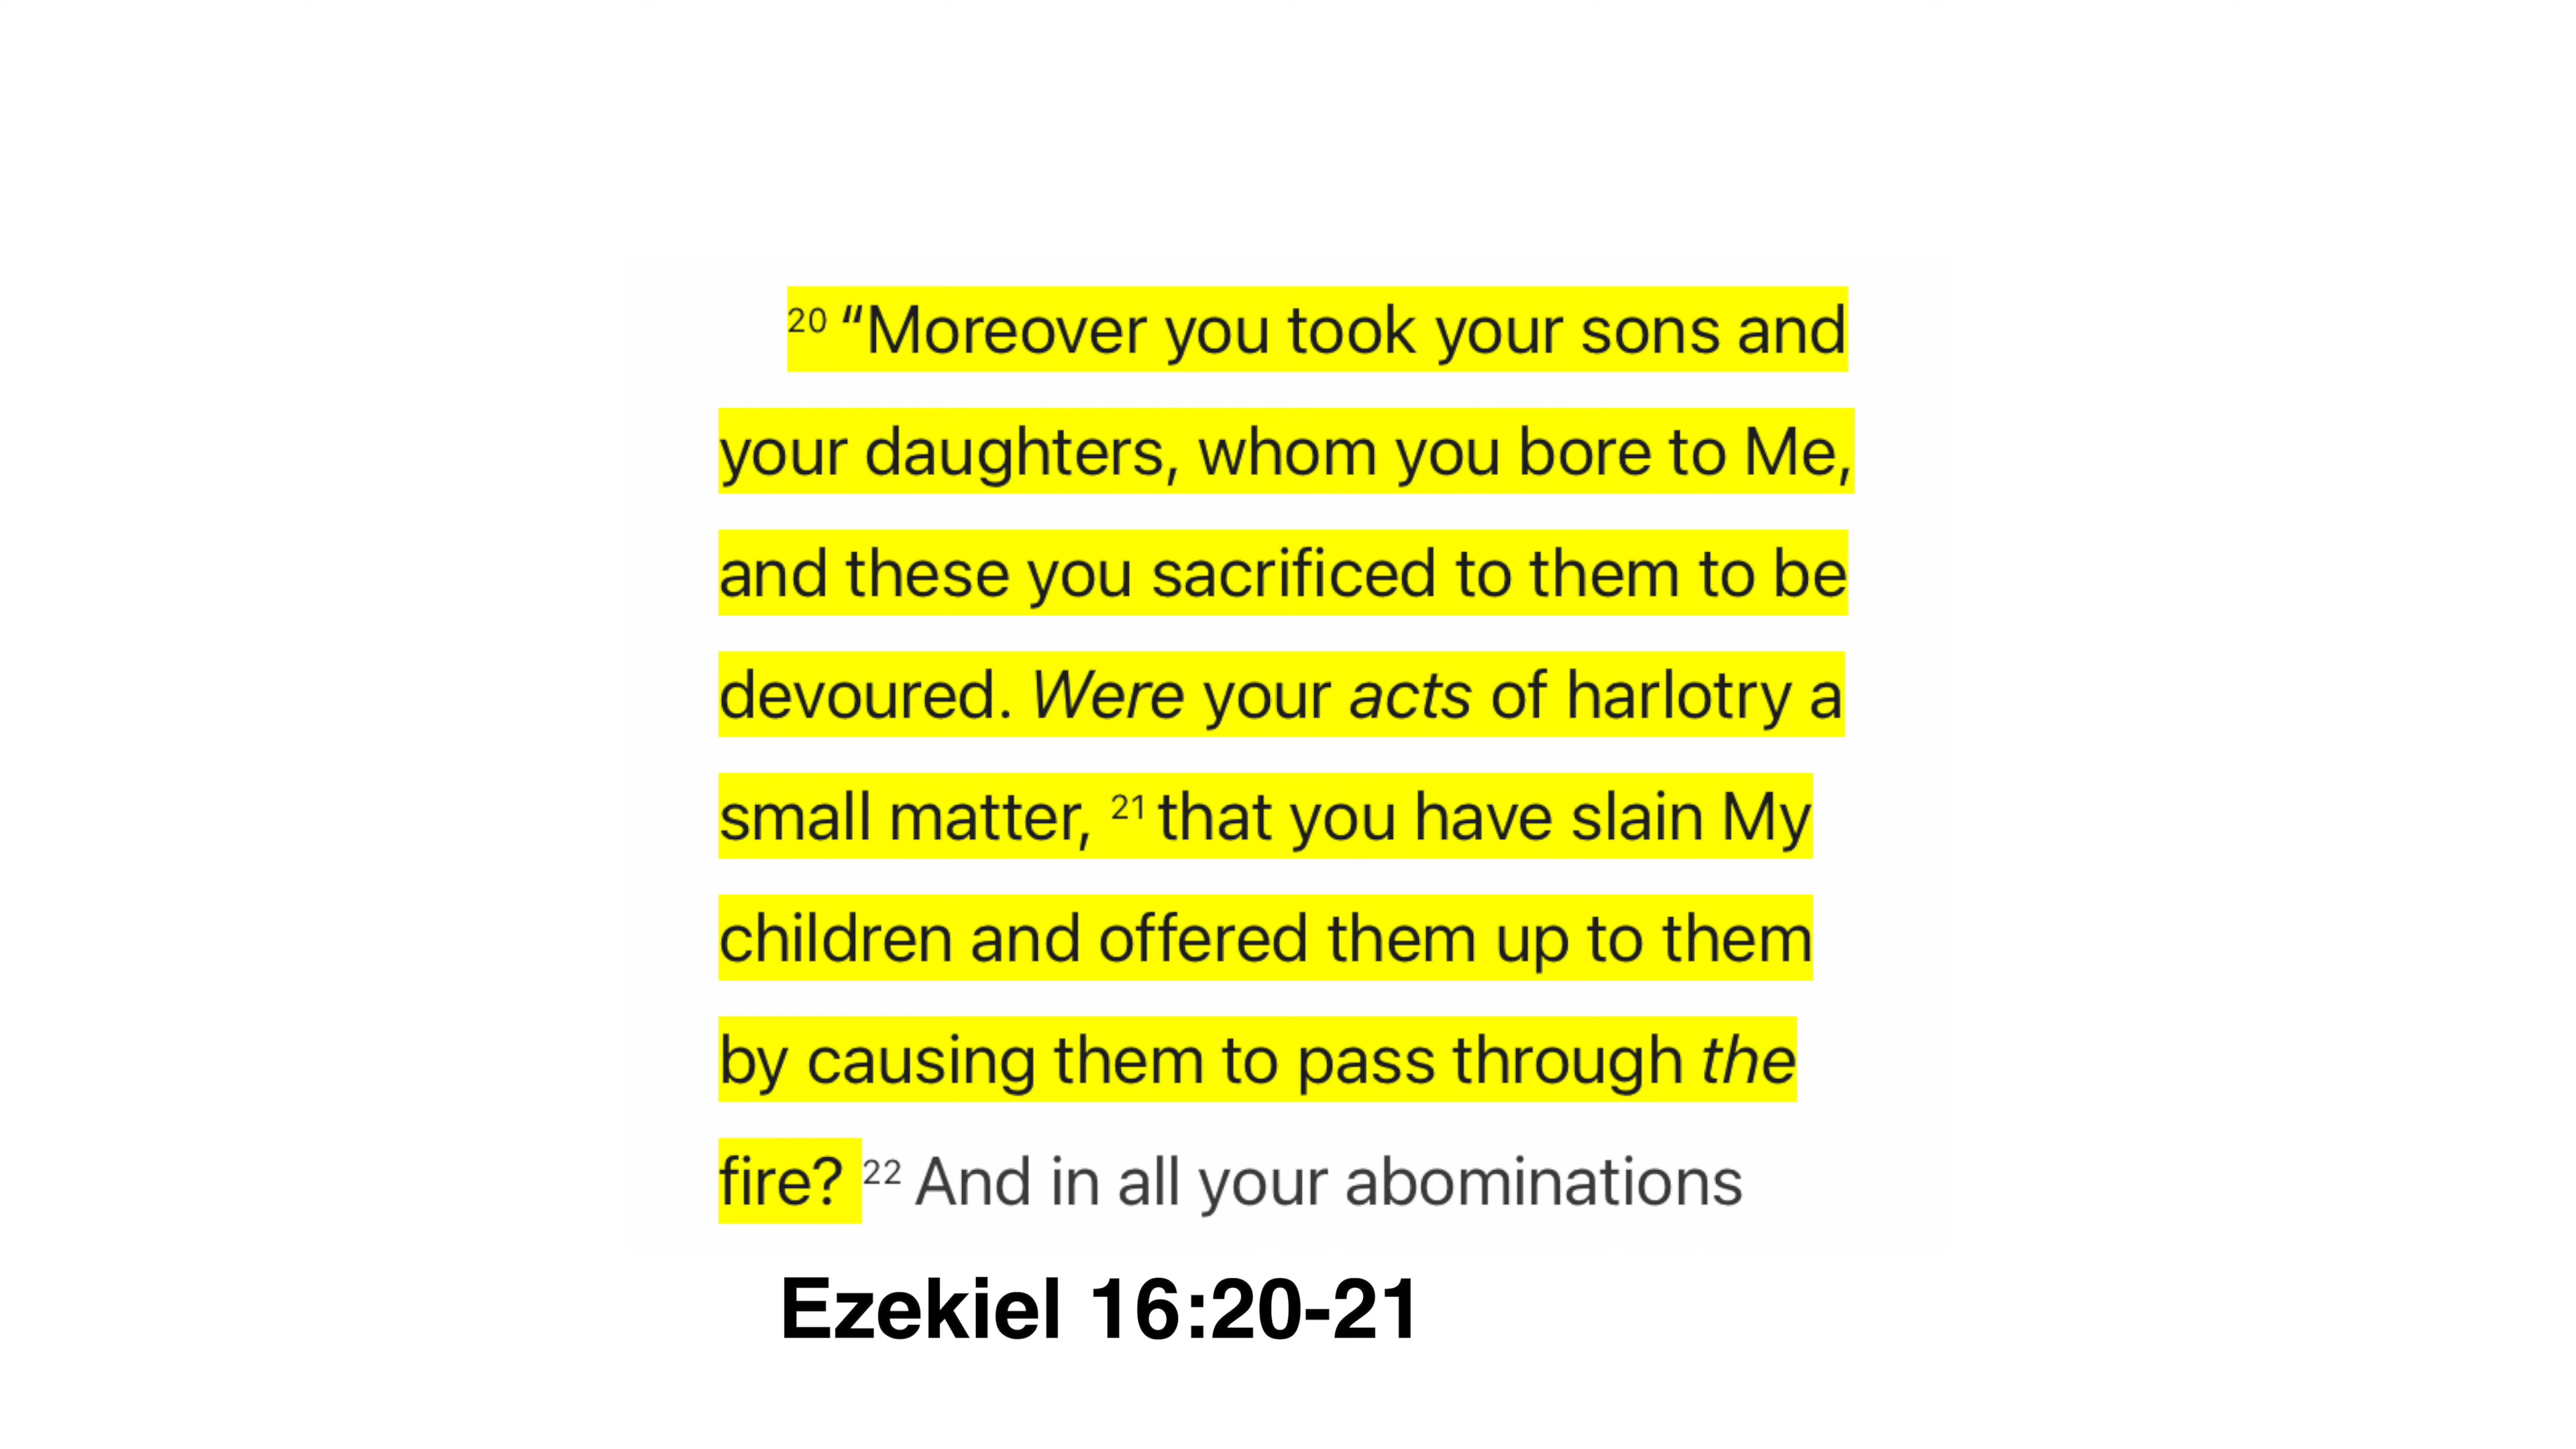 20 “Moreover you took your sons and
your daughters, whom you bore to Me,
and these you sacrificed to them to be
devoured. Were your acts of harlotry a
small matter, 21 that you have slain My
children and offered them up to them
by causing them to pass through the
fire? 22 And in all your abominations
Ezekiel 16:20-21